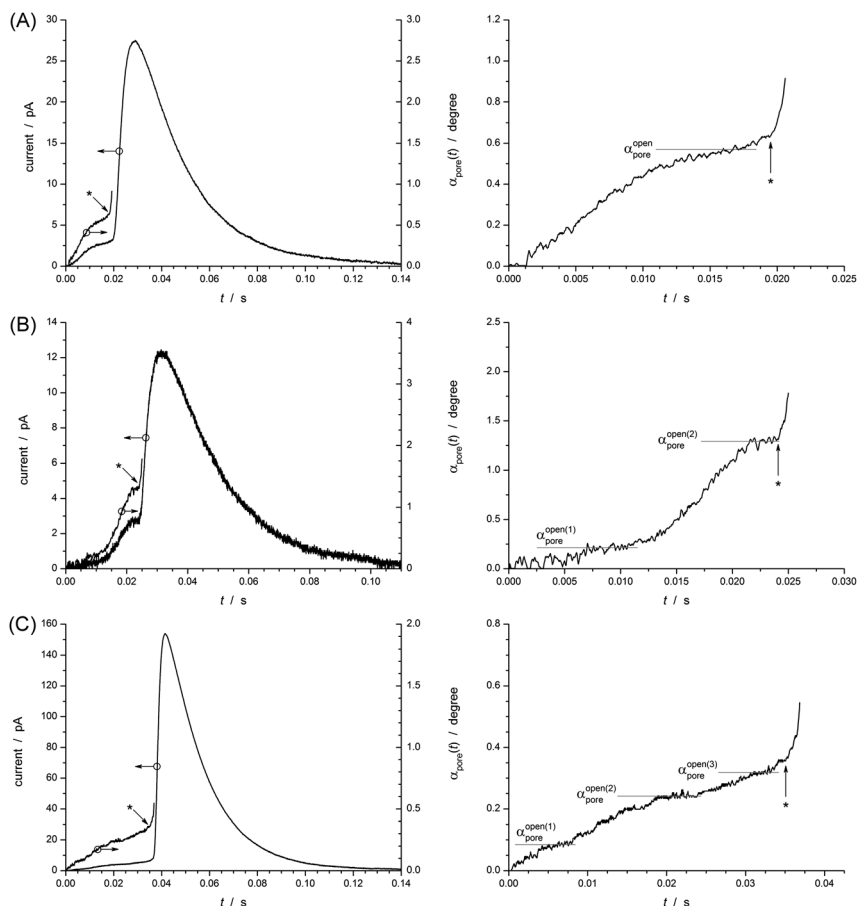 (A)
current / pA
30
25
20
15
10
5
0
3.0
2.5
2.0
1.5
1.0
0.5
0.0
*
0.00 0.02 0.04 0.06 0.08 0.10 0.12 0.14
t / s
α_pore(t) / degree
1.2
1.0
0.8
0.6
0.4
0.2
0.0
α_pore^open
*
0.000 0.005 0.010 0.015 0.020 0.025
t / s
(B)
current / pA
14
12
10
8
6
4
2
0
4
3
2
1
0
*
0.00 0.02 0.04 0.06 0.08 0.10
t / s
α_pore(t) / degree
2.5
2.0
1.5
1.0
0.5
0.0
α_pore^open(2)
α_pore^open(1)
*
0.000 0.005 0.010 0.015 0.020 0.025 0.030
t / s
(C)
current / pA
160
140
120
100
80
60
40
20
0
2.0
1.5
1.0
0.5
0.0
*
0.00 0.02 0.04 0.06 0.08 0.10 0.12 0.14
t / s
α_pore(t) / degree
0.8
0.6
0.4
0.2
0.0
α_pore^open(3)
α_pore^open(2)
α_pore^open(1)
*
0.00 0.01 0.02 0.03 0.04
t / s